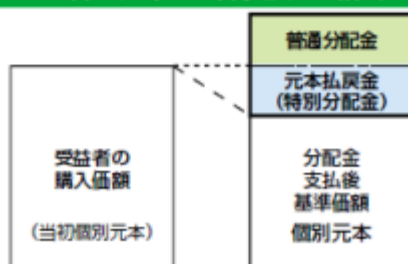 普通分配金
元本払戻金
(特別分配金)
受益者の
購入価額
(当初個別元本)
分配金
支払後
基準価額
個別元本